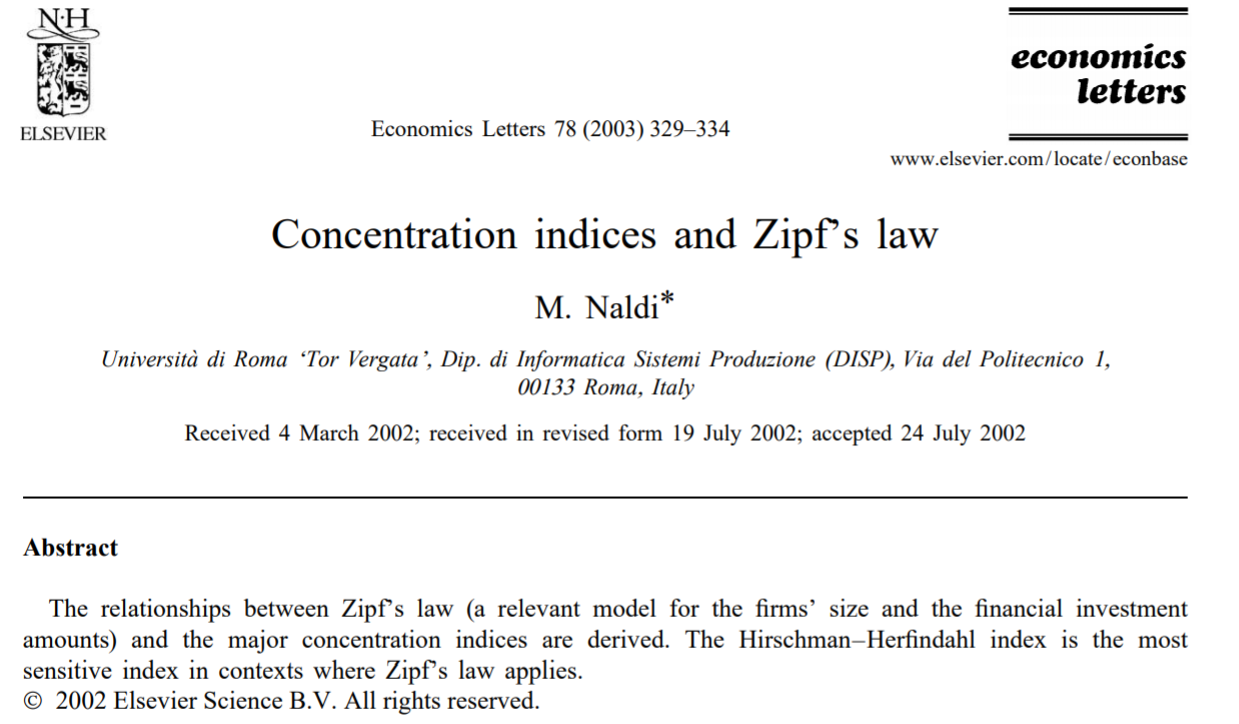 N·H
ELSEVIER
economics
letters
Economics Letters 78 (2003) 329–334
www.elsevier.com/locate/econbase
Concentration indices and Zipf's law
M. Naldi*
Università di Roma 'Tor Vergata', Dip. di Informatica Sistemi Produzione (DISP), Via del Politecnico 1,
00133 Roma, Italy
Received 4 March 2002; received in revised form 19 July 2002; accepted 24 July 2002
Abstract
The relationships between Zipf's law (a relevant model for the firms' size and the financial investment
amounts) and the major concentration indices are derived. The Hirschman–Herfindahl index is the most
sensitive index in contexts where Zipf's law applies.
© 2002 Elsevier Science B.V. All rights reserved.